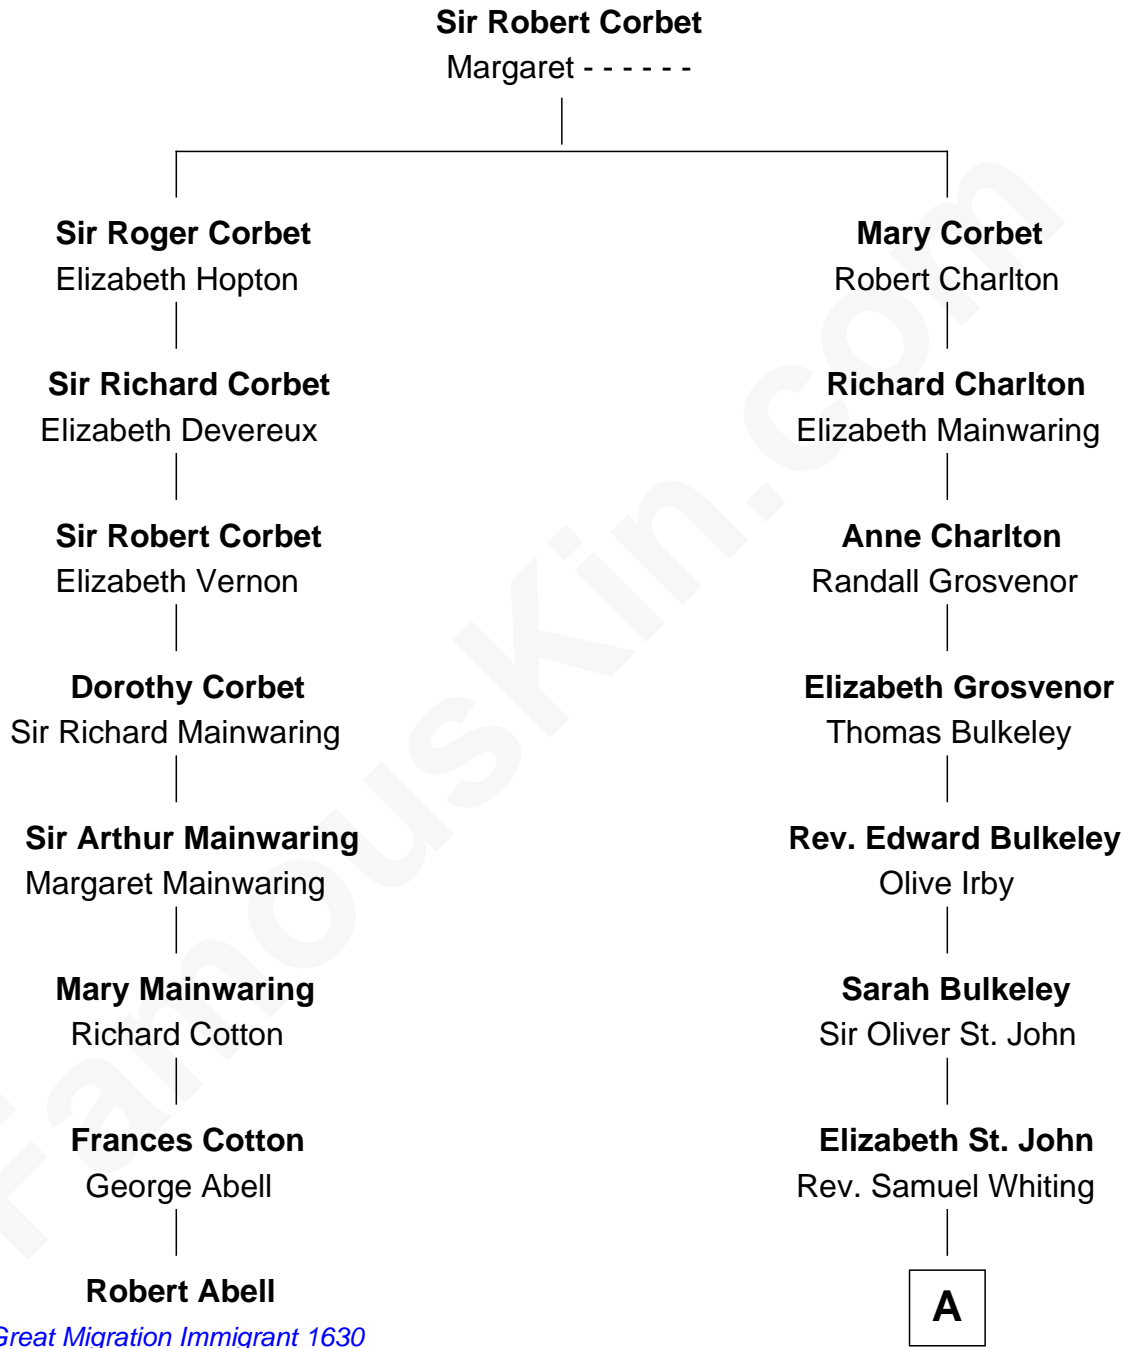 Sir Robert Corbet
Margaret - - - - - -
Sir Roger Corbet
Elizabeth Hopton
Mary Corbet
Robert Charlton
Sir Richard Corbet
Elizabeth Devereux
Richard Charlton
Elizabeth Mainwaring
Sir Robert Corbet
Elizabeth Vernon
Anne Charlton
Randall Grosvenor
Dorothy Corbet
Sir Richard Mainwaring
Elizabeth Grosvenor
Thomas Bulkeley
Sir Arthur Mainwaring
Margaret Mainwaring
Rev. Edward Bulkeley
Olive Irby
Mary Mainwaring
Richard Cotton
Sarah Bulkeley
Sir Oliver St. John
Frances Cotton
George Abell
Elizabeth St. John
Rev. Samuel Whiting
Robert Abell
Great Migration Immigrant 1630
A
FamousKin.com